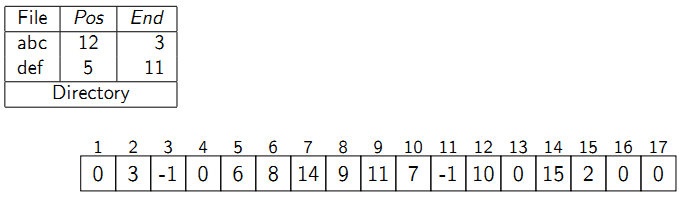 File Pos End
abc 12 3
def 5 11
Directory
1 2 3 4 5 6 7 8 9 10 11 12 13 14 15 16 17
0 3 -1 0 6 8 14 9 11 7 -1 10 0 15 2 0 0